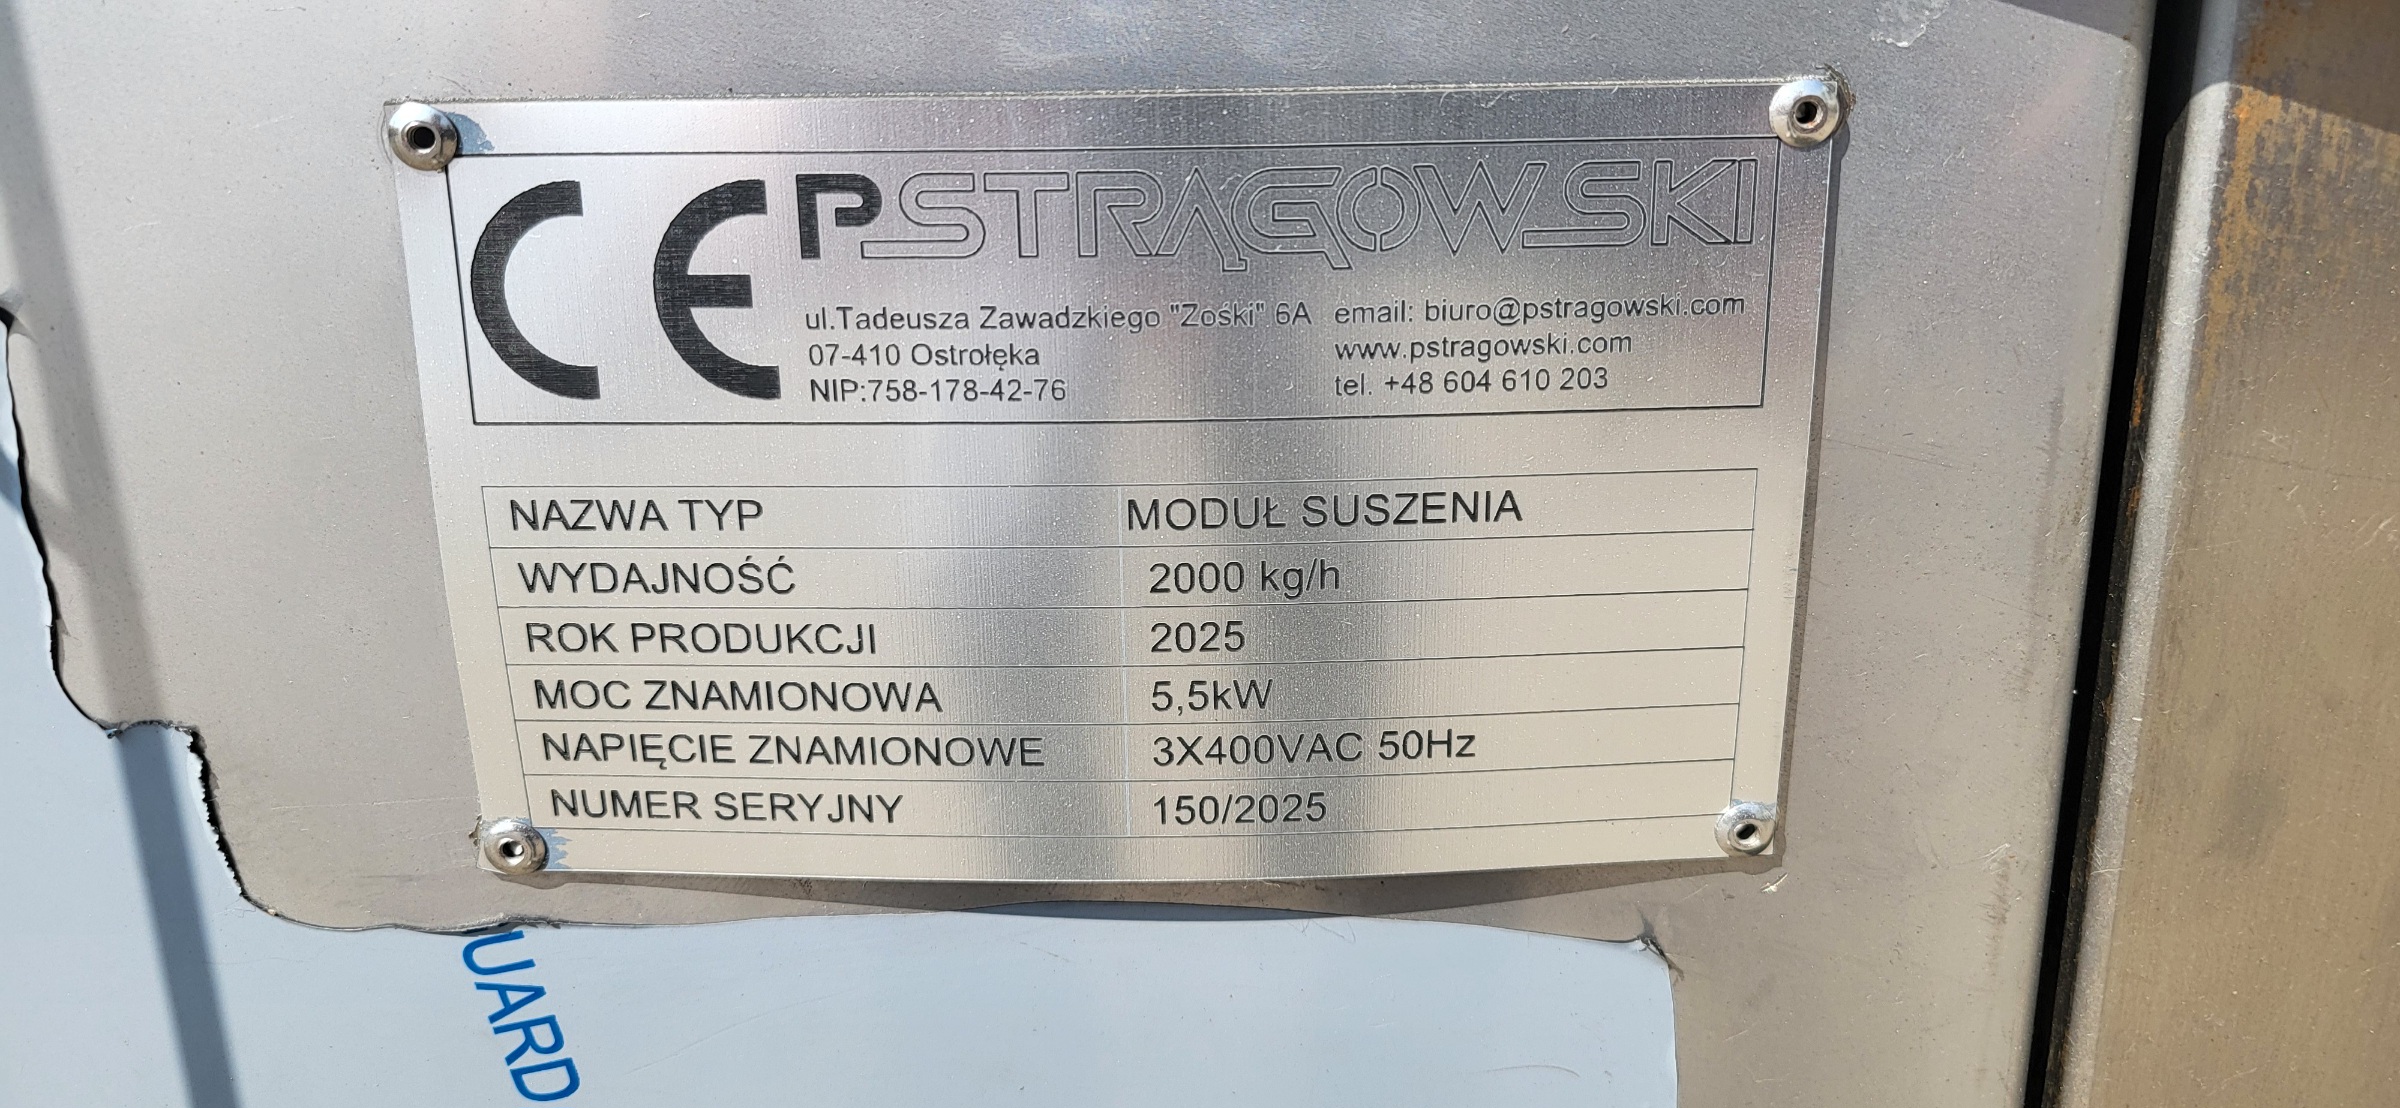 CE PSTRĄGOWSKI
ul.Tadeusza Zawadzkiego "Zośki" 6A
07-410 Ostrołęka
NIP:758-178-42-76
email: biuro@pstragowski.com
www.pstragowski.com
tel. +48 604 610 203
NAZWA TYP MODUŁ SUSZENIA
WYDAJNOŚĆ 2000 kg/h
ROK PRODUKCJI 2025
MOC ZNAMIONOWA 5,5kW
NAPIĘCIE ZNAMIONOWE 3X400VAC 50Hz
NUMER SERYJNY 150/2025
UARD